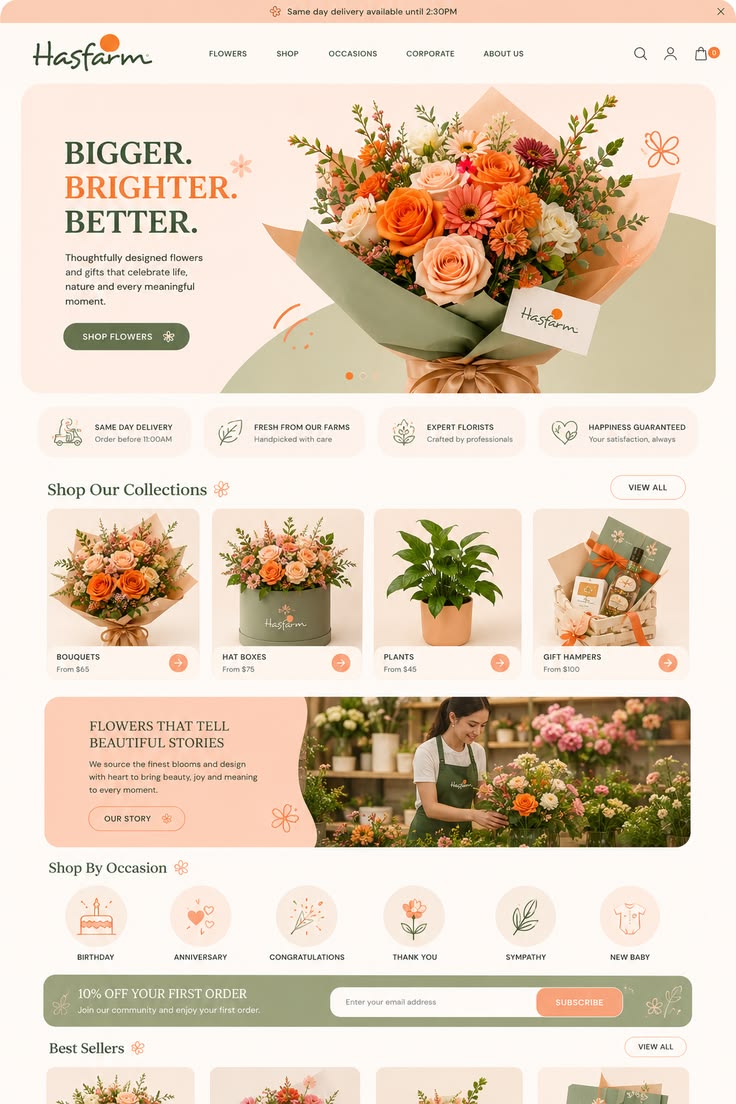 Same day delivery available until 2:30PM
Hasfarm
FLOWERS
SHOP
OCCASIONS
CORPORATE
ABOUT US
0
BIGGER.
BRIGHTER.
BETTER.
Thoughtfully designed flowers
and gifts that celebrate life,
nature and every meaningful
moment.
SHOP FLOWERS
Hasfarm
SAME DAY DELIVERY
Order before 11:00AM
FRESH FROM OUR FARMS
Handpicked with care
EXPERT FLORISTS
Crafted by professionals
HAPPINESS GUARANTEED
Your satisfaction, always
Shop Our Collections
VIEW ALL
Hasfarm
BOUQUETS
From $65
HAT BOXES
From $75
PLANTS
From $45
GIFT HAMPERS
From $100
FLOWERS THAT TELL
BEAUTIFUL STORIES
We source the finest blooms and design
with heart to bring beauty, joy and meaning
to every moment.
OUR STORY
Hasfarm
Shop By Occasion
BIRTHDAY
ANNIVERSARY
CONGRATULATIONS
THANK YOU
SYMPATHY
NEW BABY
10% OFF YOUR FIRST ORDER
Join our community and enjoy your first order.
Enter your email address
SUBSCRIBE
Best Sellers
VIEW ALL